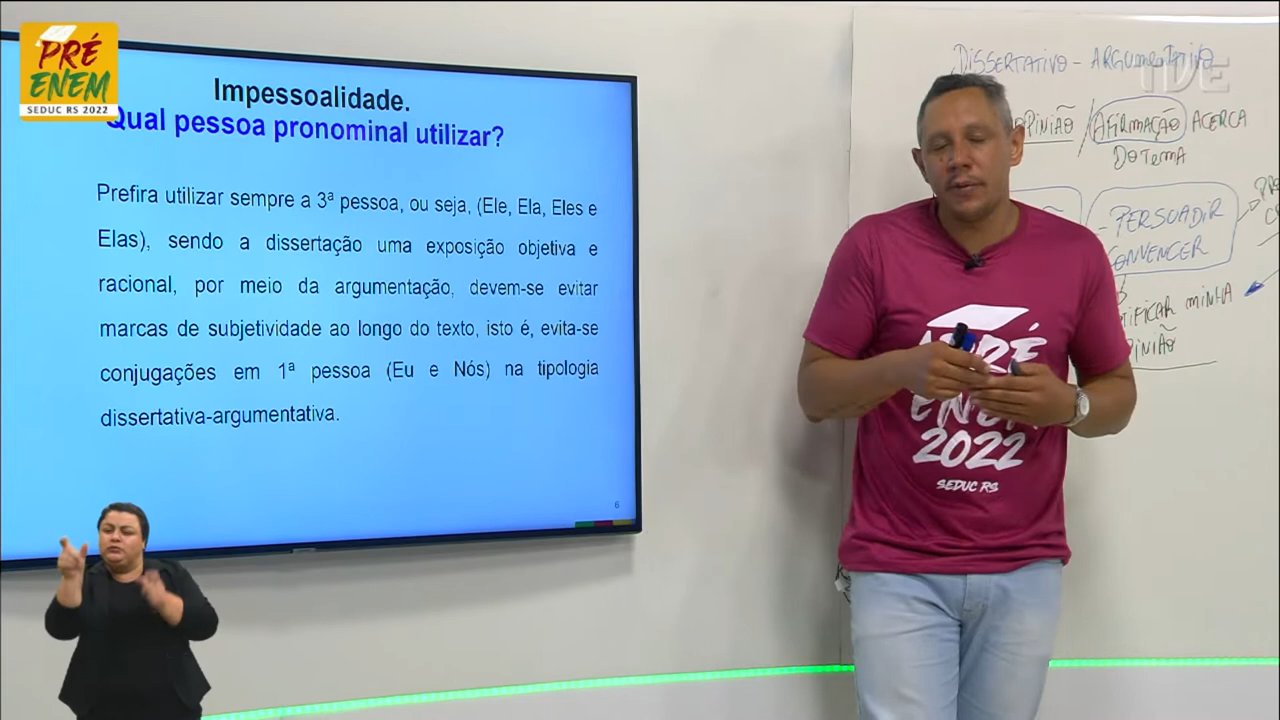 PRÉ
ENEM
SEDUC RS 2022
Impessoalidade.
Qual pessoa pronominal utilizar?
Prefira utilizar sempre a 3ª pessoa, ou seja, (Ele, Ela, Eles e
Elas), sendo a dissertação uma exposição objetiva e
racional, por meio da argumentação, devem-se evitar
marcas de subjetividade ao longo do texto, isto é, evita-se
conjugações em 1ª pessoa (Eu e Nós) na tipologia
dissertativa-argumentativa.
6
DISSERTATIVO - ARGUMENTATIVO
TVE
OPINIÃO / AFIRMAÇÃO ACERCA
DO TEMA
- PERSUADIR
CONVENCER
MINHA
PRÉ
ENEM
2022
SEDUC RS